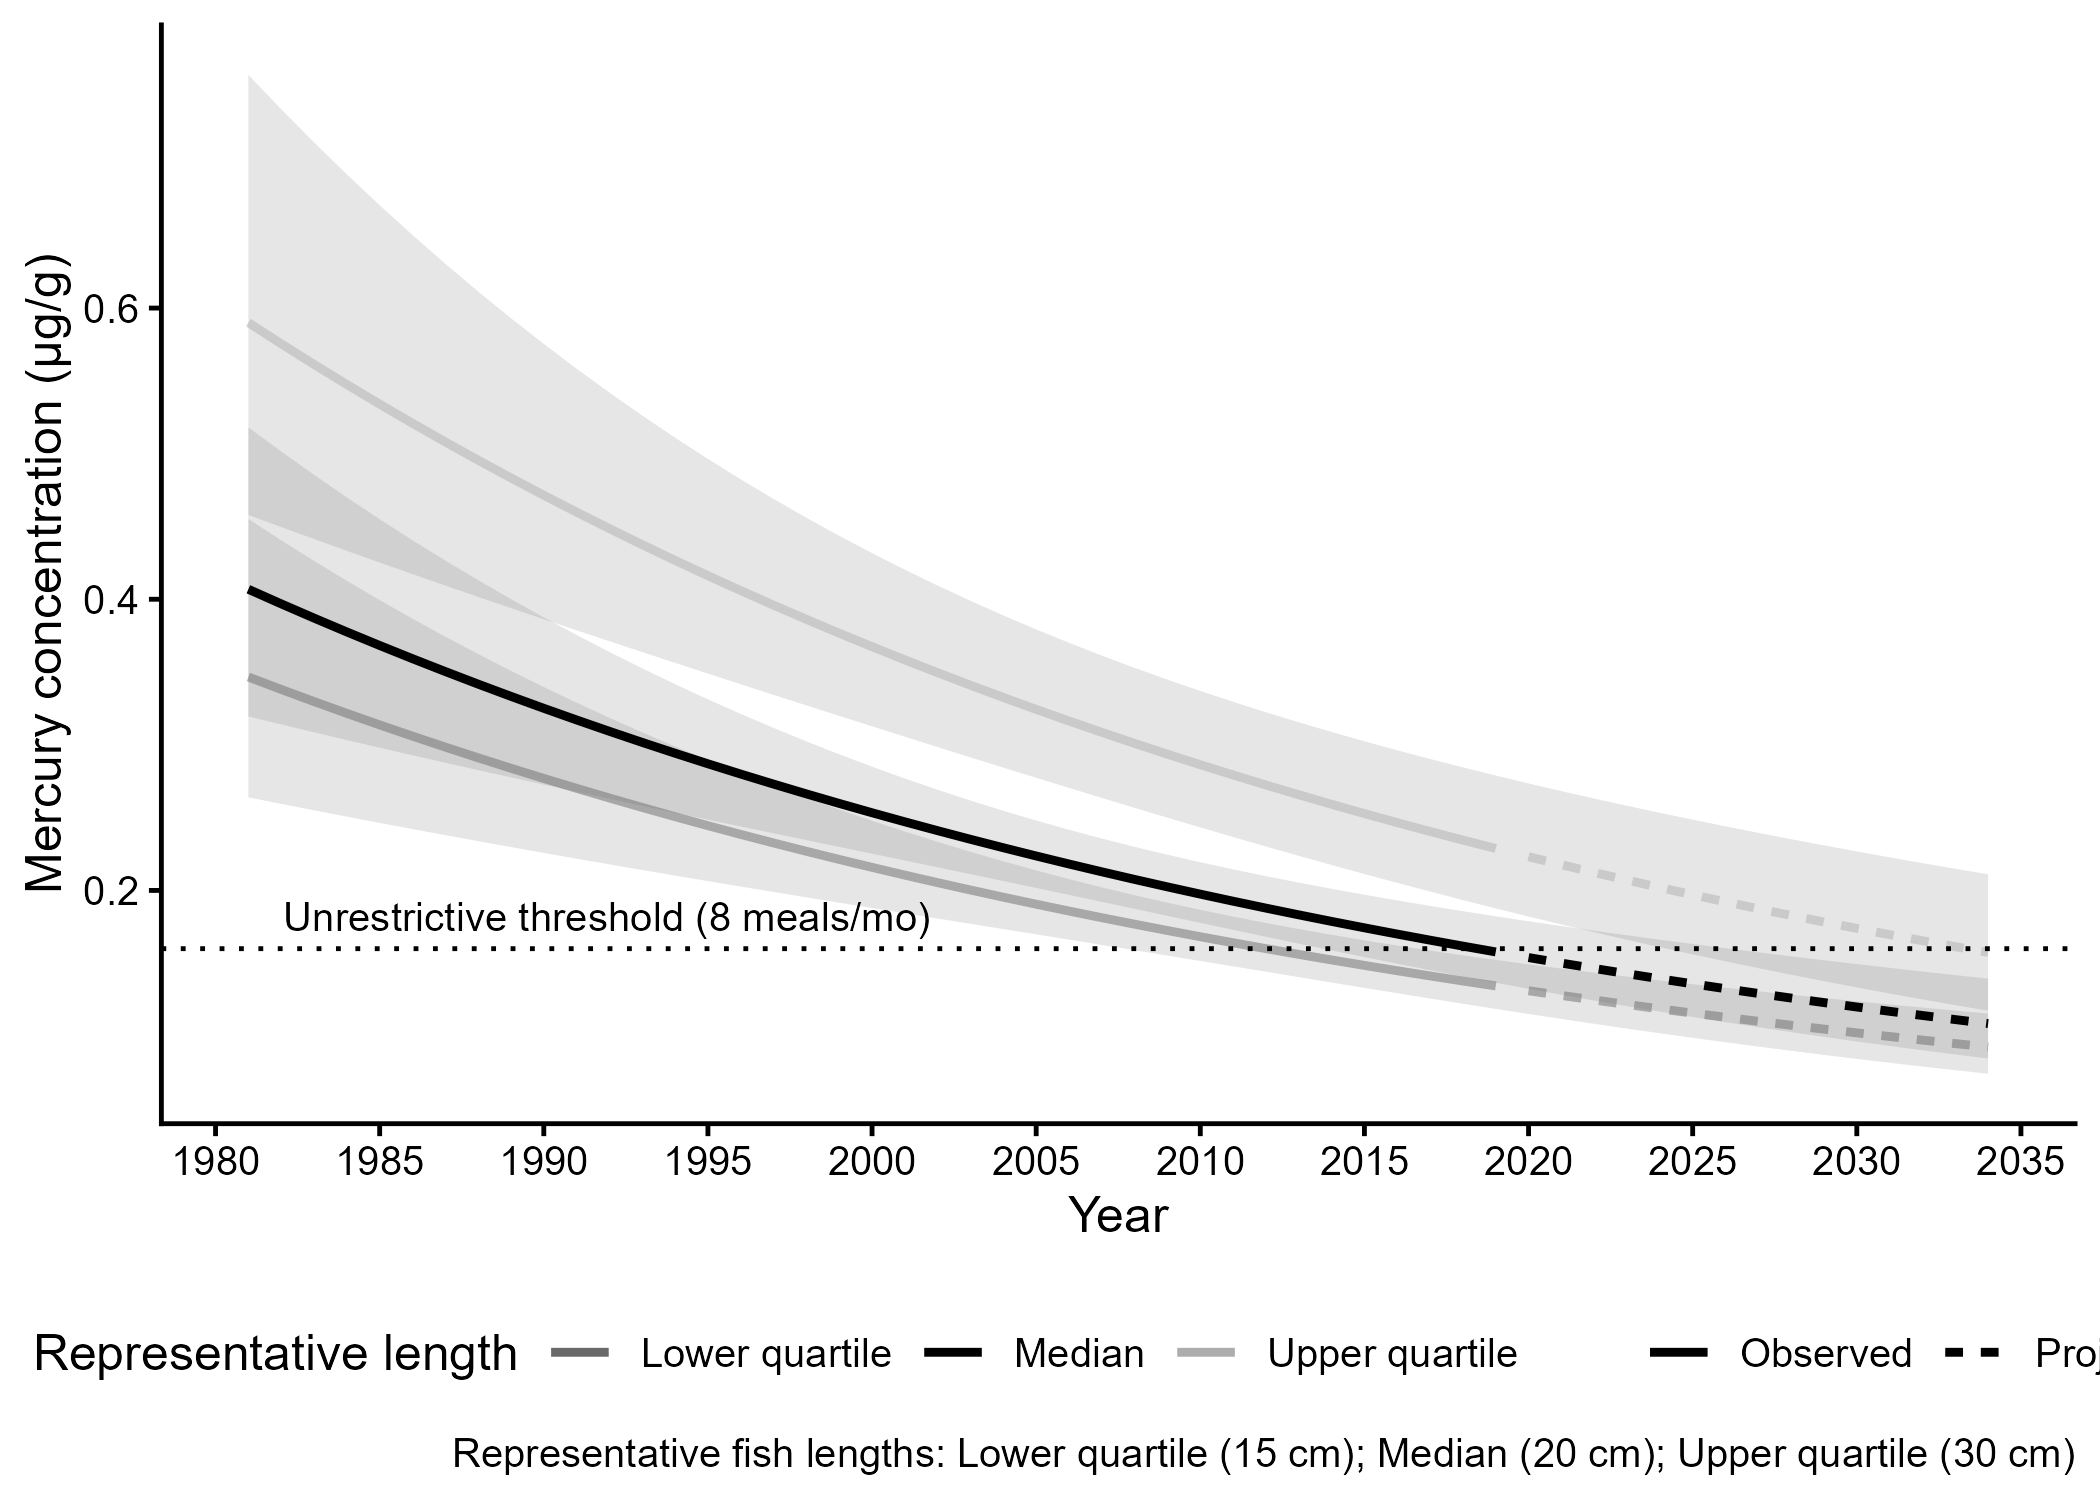 Mercury concentration (µg/g)
0.6
0.4
0.2
Unrestrictive threshold (8 meals/mo)
1980 1985 1990 1995 2000 2005 2010 2015 2020 2025 2030 2035
Year
Representative length Lower quartile Median Upper quartile Observed Proj
Representative fish lengths: Lower quartile (15 cm); Median (20 cm); Upper quartile (30 cm)